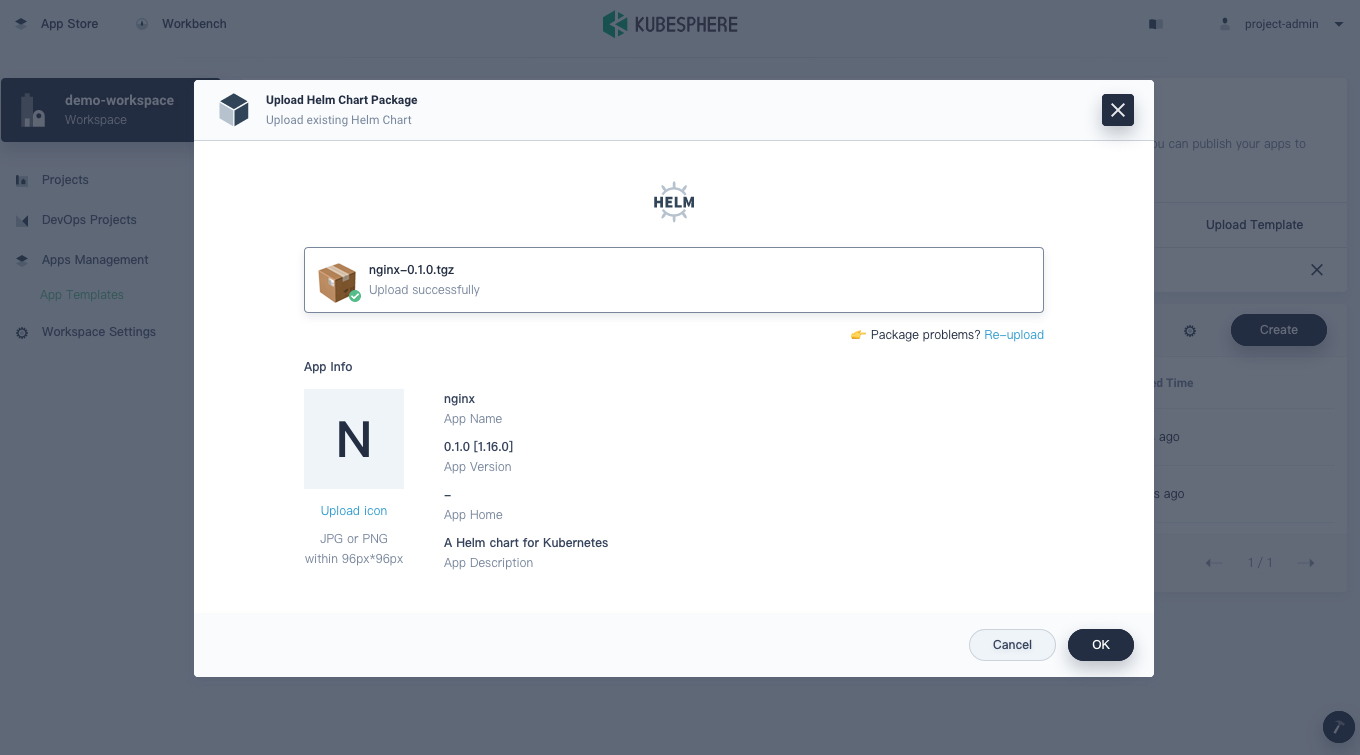 App Store
Workbench
KUBESPHERE
project-admin
demo-workspace
Workspace
Projects
DevOps Projects
Apps Management
App Templates
Workspace Settings
Upload Helm Chart Package
Upload existing Helm Chart
HELM
nginx-0.1.0.tgz
Upload successfully
👉 Package problems? Re-upload
App Info
N
Upload icon
JPG or PNG
within 96px*96px
nginx
App Name
0.1.0 [1.16.0]
App Version
-
App Home
A Helm chart for Kubernetes
App Description
Cancel
OK
can publish your apps to
Upload Template
Create
Time
ago
ago
1 / 1